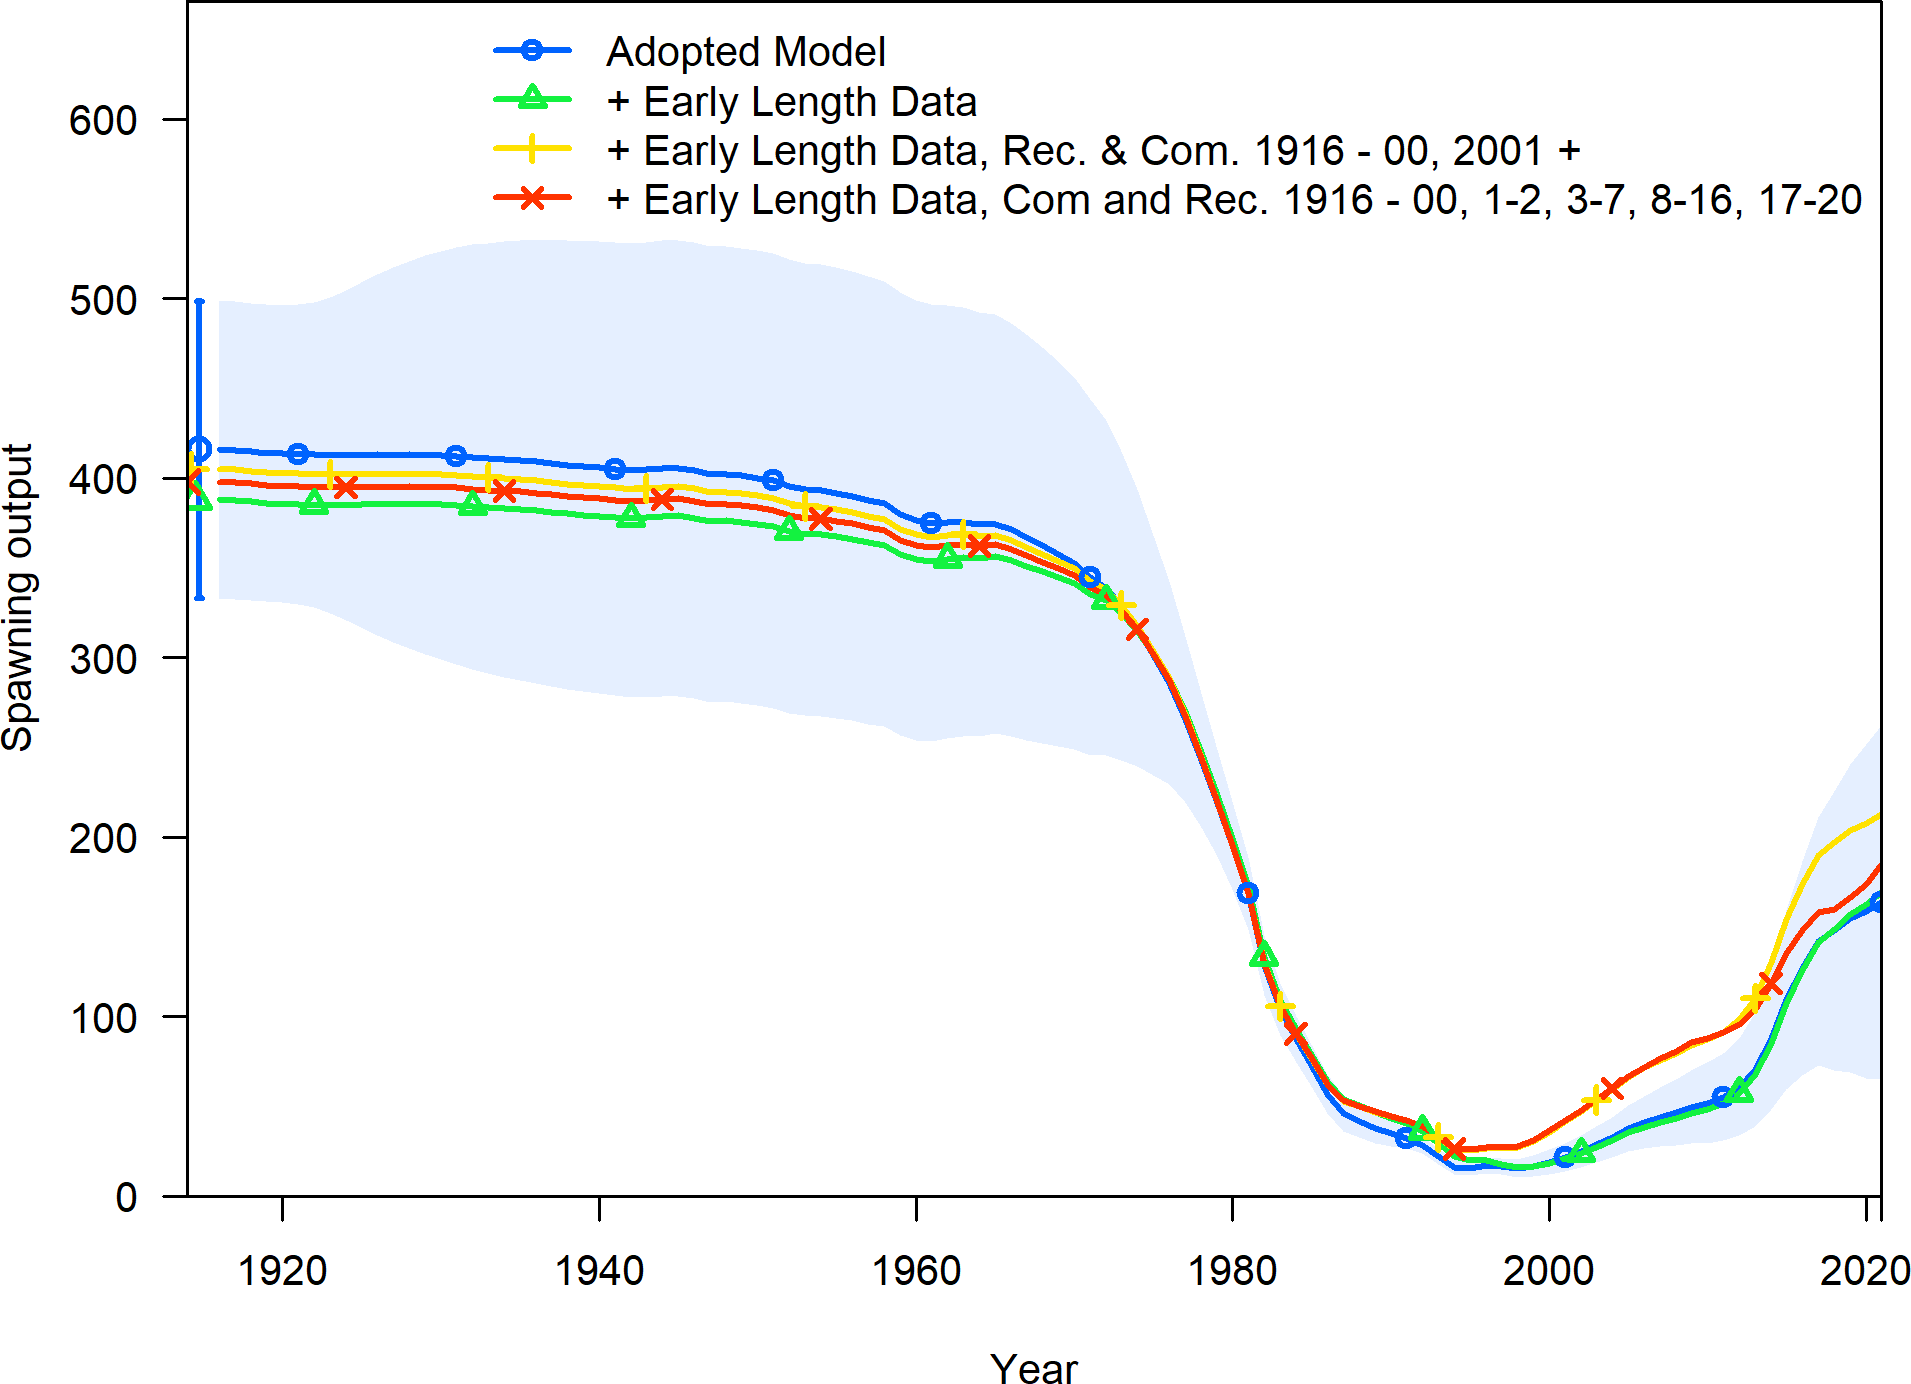 Adopted Model
+ Early Length Data
+ Early Length Data, Rec. & Com. 1916 - 00, 2001 +
+ Early Length Data, Com and Rec. 1916 - 00, 1-2, 3-7, 8-16, 17-20
600
500
400
300
200
100
0
Spawning output
1920 1940 1960 1980 2000 2020
Year